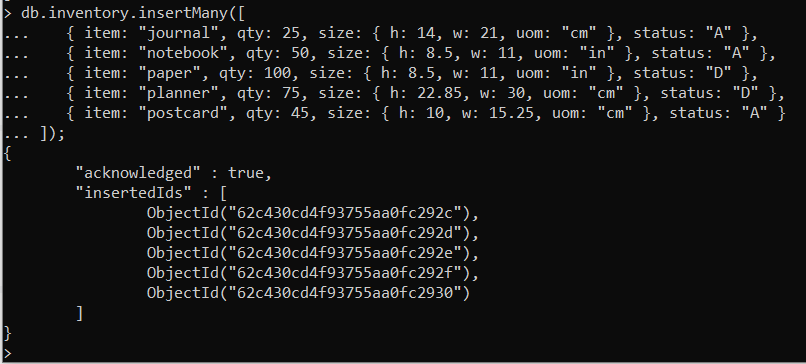 > db.inventory.insertMany([
...    { item: "journal", qty: 25, size: { h: 14, w: 21, uom: "cm" }, status: "A" },
...    { item: "notebook", qty: 50, size: { h: 8.5, w: 11, uom: "in" }, status: "A" },
...    { item: "paper", qty: 100, size: { h: 8.5, w: 11, uom: "in" }, status: "D" },
...    { item: "planner", qty: 75, size: { h: 22.85, w: 30, uom: "cm" }, status: "D" },
...    { item: "postcard", qty: 45, size: { h: 10, w: 15.25, uom: "cm" }, status: "A" }
... ]);
{
        "acknowledged" : true,
        "insertedIds" : [
                ObjectId("62c430cd4f93755aa0fc292c"),
                ObjectId("62c430cd4f93755aa0fc292d"),
                ObjectId("62c430cd4f93755aa0fc292e"),
                ObjectId("62c430cd4f93755aa0fc292f"),
                ObjectId("62c430cd4f93755aa0fc2930")
        ]
}
>